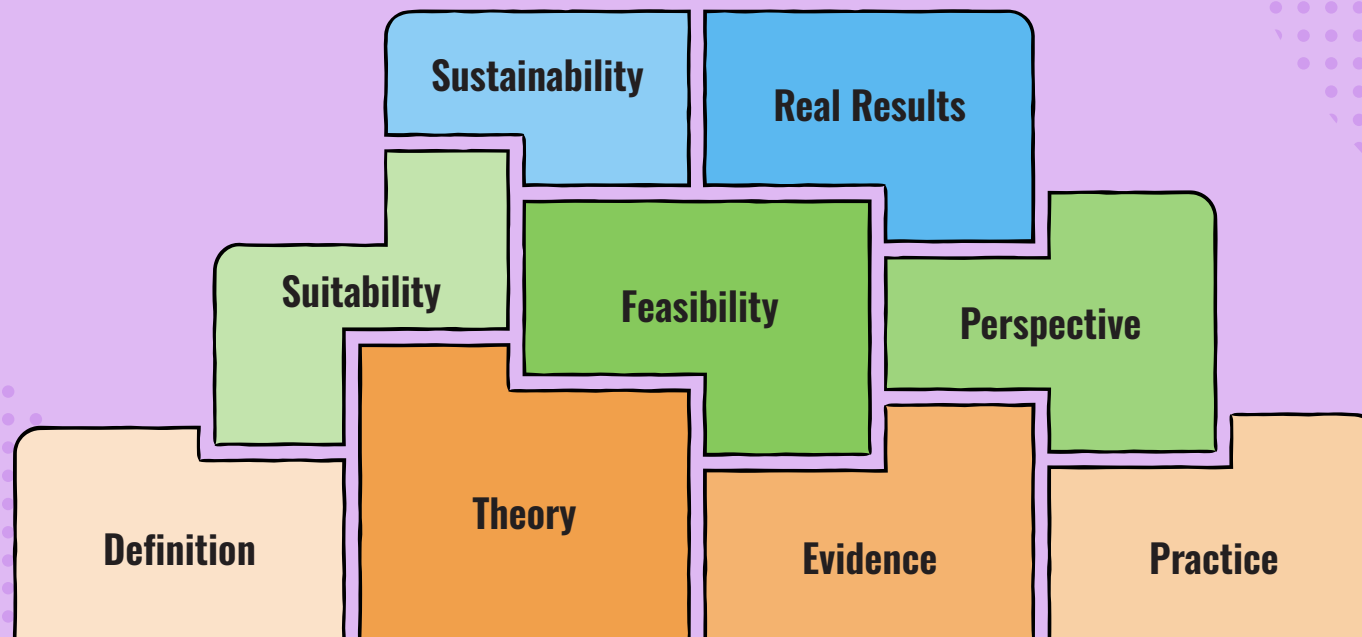 Sustainability
Real Results
Suitability
Feasibility
Perspective
Definition
Theory
Evidence
Practice